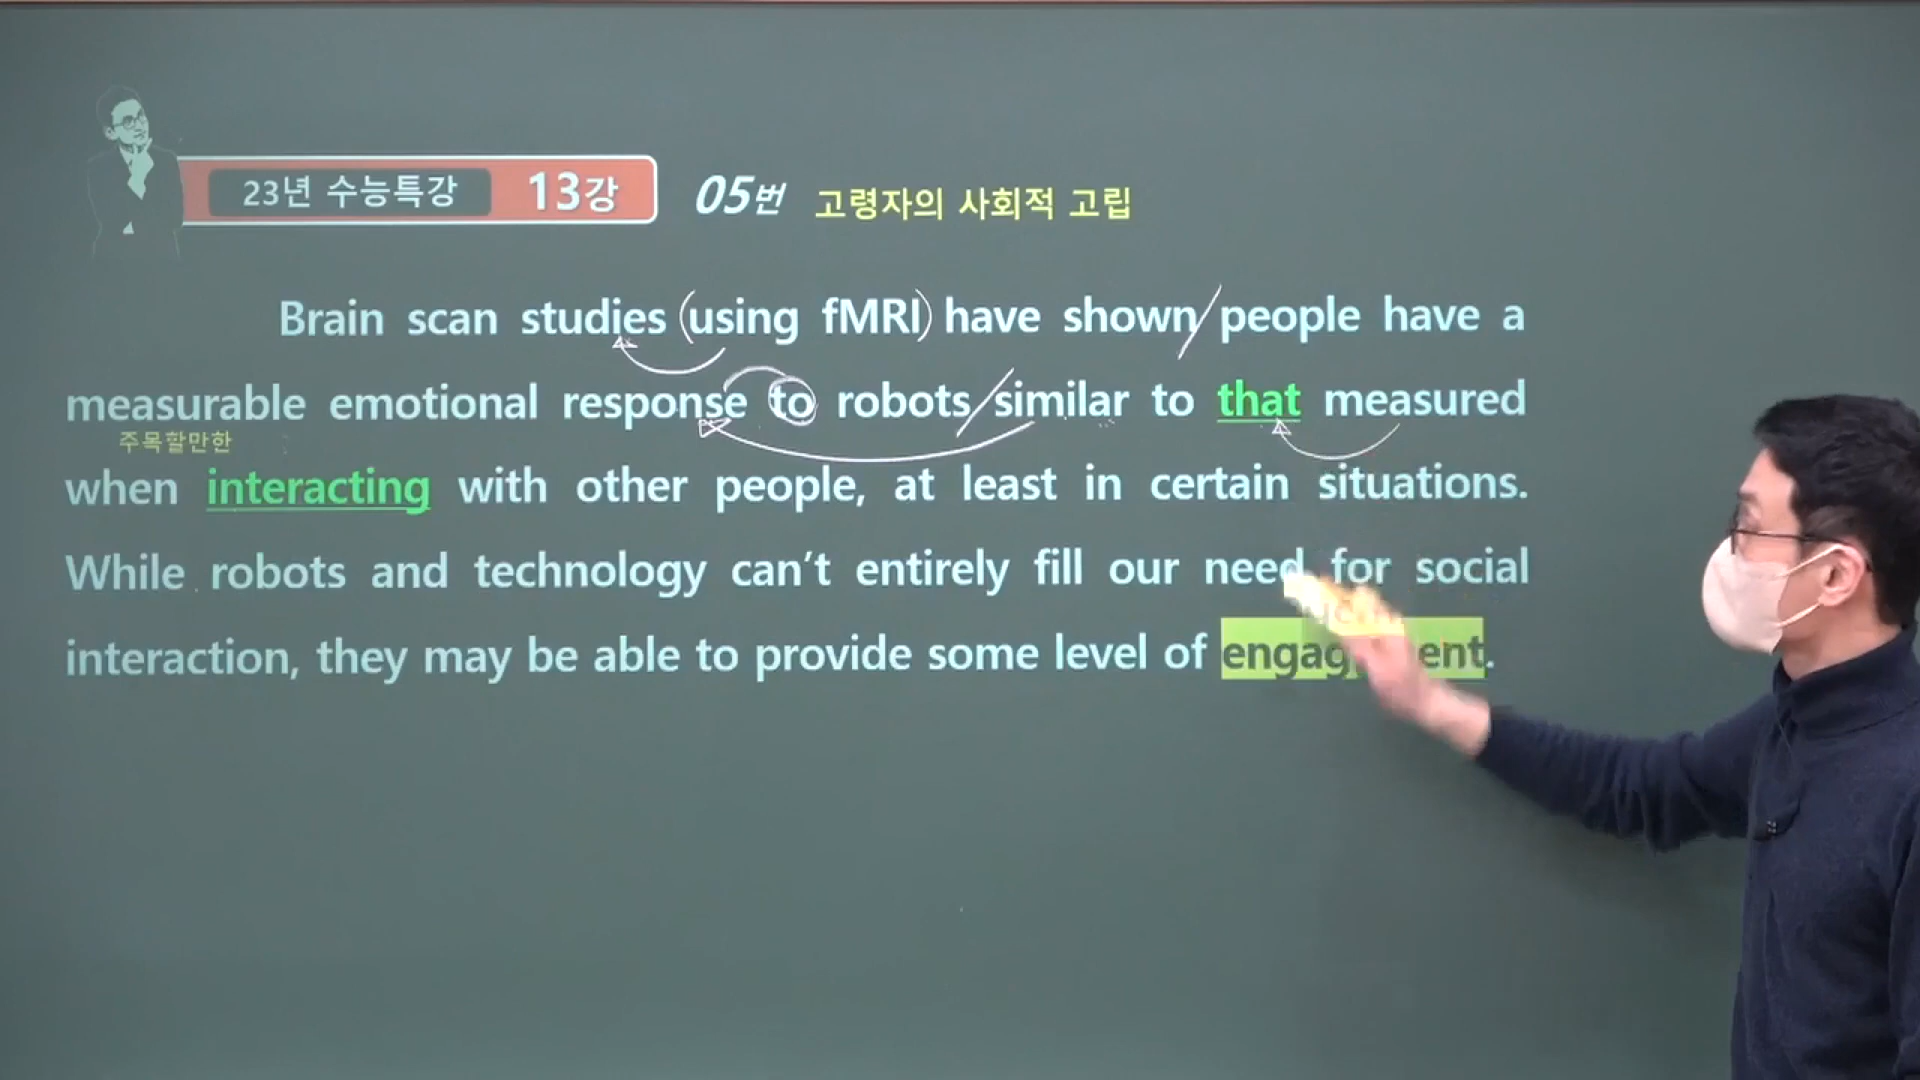 23년 수능특강 13강 05번 고령자의 사회적 고립
Brain scan studies (using fMRI) have shown/people have a
measurable emotional response to robots/similar to that measured
주목할만한
when interacting with other people, at least in certain situations.
While robots and technology can't entirely fill our need for social
interaction, they may be able to provide some level of